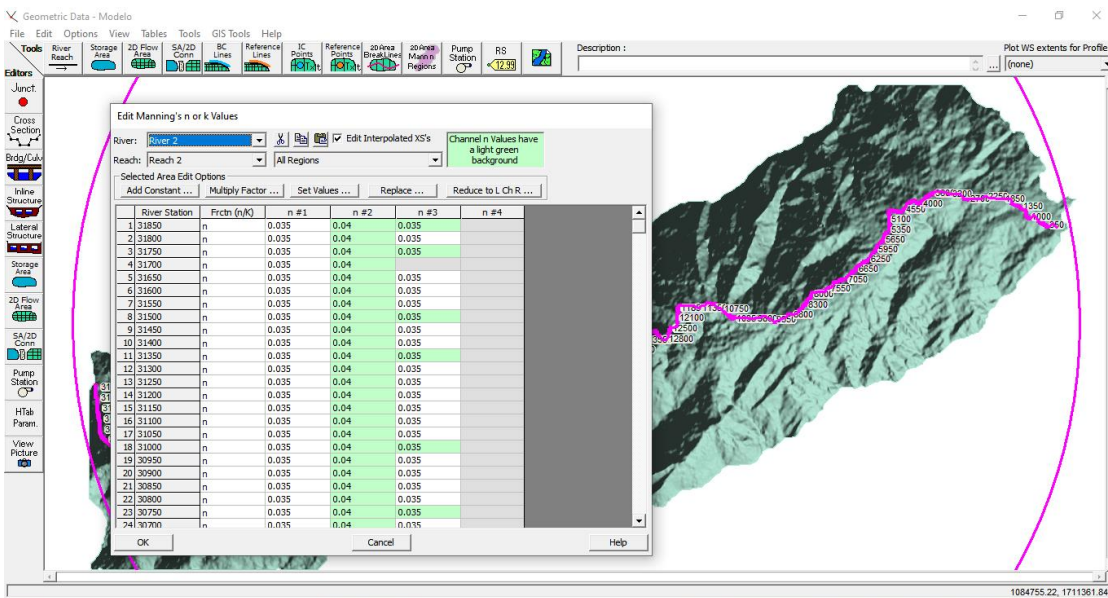 Geometric Data - Modelo
File Edit Options View Tables Tools GIS Tools Help
Tools River Reach Storage Area 2D Flow Area SA/2D Conn BC Lines Reference Lines IC Points Reference Points 2D Area BreakLines 2D Area Mann n Regions Pump Station RS Description : Plot WS extents for Profile
12.99 ... (none)
Editors
Junct.
Cross Section
Brdg/Culv
Inline Structure
Lateral Structure
Storage Area
2D Flow Area
SA/2D Conn
Pump Station
HTab Param.
View Picture
Edit Manning's n or k Values
River: River 2 Edit Interpolated XS's Channel n Values have a light green background
Reach: Reach 2 All Regions
Selected Area Edit Options
Add Constant ... Multiply Factor ... Set Values ... Replace ... Reduce to L Ch R ...
River Station Frctn (n/K) n #1 n #2 n #3 n #4
1 31850 n 0.035 0.04 0.035
2 31800 n 0.035 0.04 0.035
3 31750 n 0.035 0.04 0.035
4 31700 n 0.035 0.04
5 31650 n 0.035 0.04 0.035
6 31600 n 0.035 0.04 0.035
7 31550 n 0.035 0.04 0.035
8 31500 n 0.035 0.04 0.035
9 31450 n 0.035 0.04 0.035
10 31400 n 0.035 0.04 0.035
11 31350 n 0.035 0.04 0.035
12 31300 n 0.035 0.04 0.035
13 31250 n 0.035 0.04 0.035
14 31200 n 0.035 0.04 0.035
15 31150 n 0.035 0.04 0.035
16 31100 n 0.035 0.04 0.035
17 31050 n 0.035 0.04 0.035
18 31000 n 0.035 0.04 0.035
19 30950 n 0.035 0.04 0.035
20 30900 n 0.035 0.04 0.035
21 30850 n 0.035 0.04 0.035
22 30800 n 0.035 0.04 0.035
23 30750 n 0.035 0.04 0.035
24 30700 n 0.035 0.04 0.035
OK Cancel Help
1350
4000
4550
5100
5350
5650
5950
6250
6650
7050
7550
8300
8800
10750
12100
12500
12800
1084755.22, 1711361.84